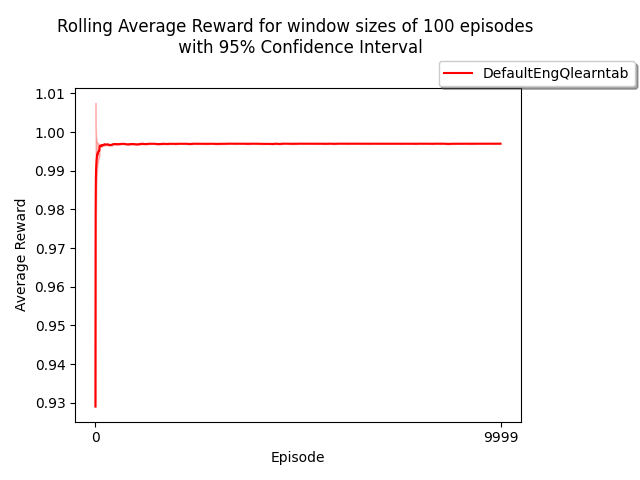 Rolling Average Reward for window sizes of 100 episodes
with 95% Confidence Interval
DefaultEngQlearntab
1.01
1.00
0.99
0.98
0.97
0.96
0.95
0.94
0.93
Average Reward
0
9999
Episode